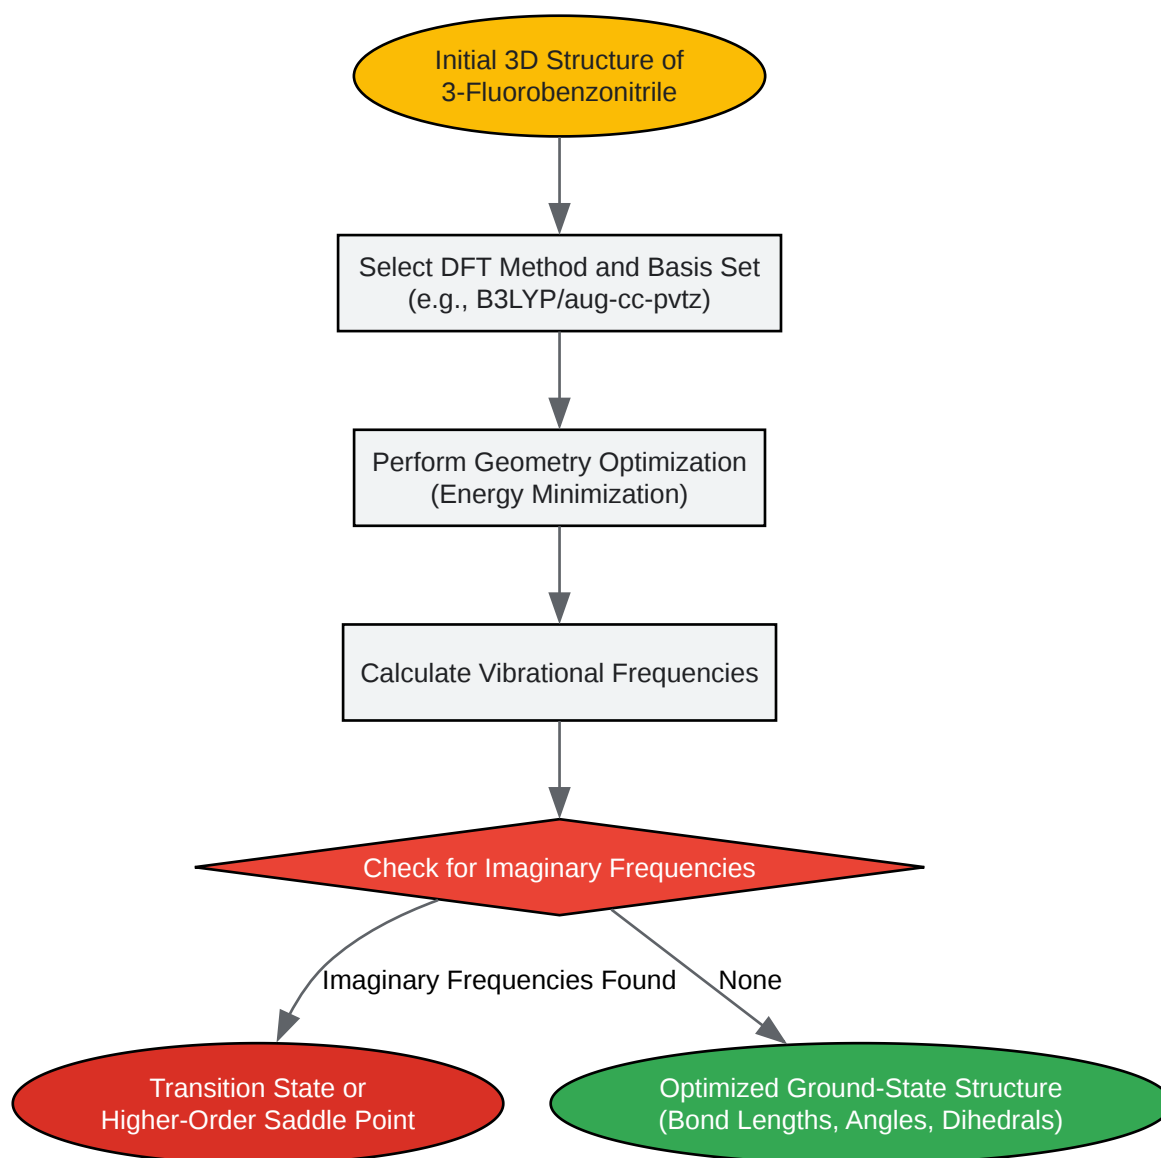 Initial 3D Structure of
3-Fluorobenzonitrile
Select DFT Method and Basis Set
(e.g., B3LYP/aug-cc-pvtz)
Perform Geometry Optimization
(Energy Minimization)
Calculate Vibrational Frequencies
Check for Imaginary Frequencies
Imaginary Frequencies Found
None
Transition State or
Higher-Order Saddle Point
Optimized Ground-State Structure
(Bond Lengths, Angles, Dihedrals)